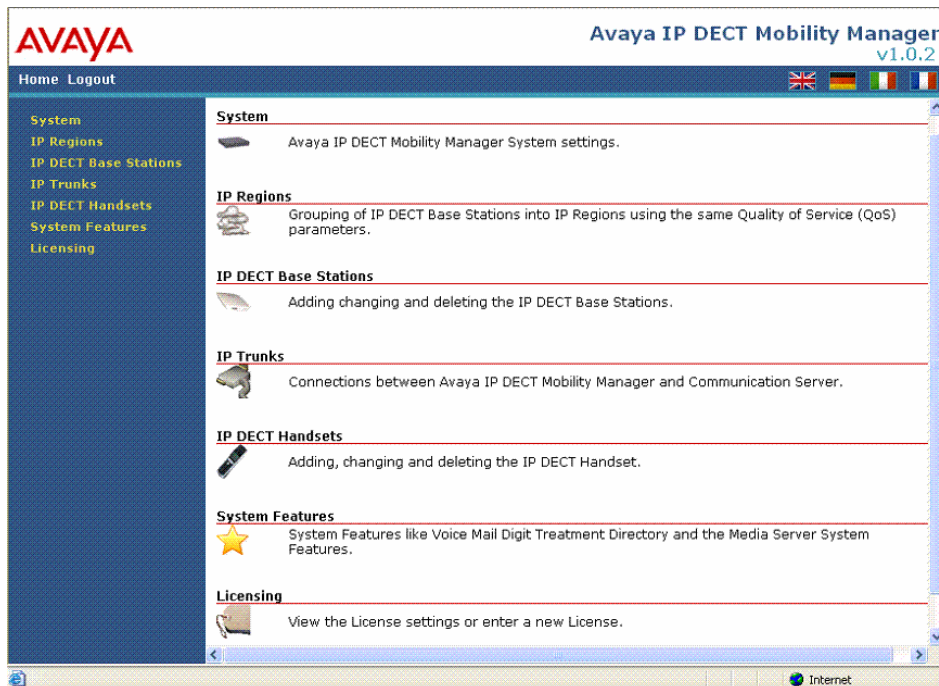 AVAYA
Avaya IP DECT Mobility Manager
v1.0.2
Home Logout
System
IP Regions
IP DECT Base Stations
IP Trunks
IP DECT Handsets
System Features
Licensing
System
Avaya IP DECT Mobility Manager System settings.
IP Regions
Grouping of IP DECT Base Stations into IP Regions using the same Quality of Service (QoS)
parameters.
IP DECT Base Stations
Adding changing and deleting the IP DECT Base Stations.
IP Trunks
Connections between Avaya IP DECT Mobility Manager and Communication Server.
IP DECT Handsets
Adding, changing and deleting the IP DECT Handset.
System Features
System Features like Voice Mail Digit Treatment Directory and the Media Server System
Features.
Licensing
View the License settings or enter a new License.
Internet